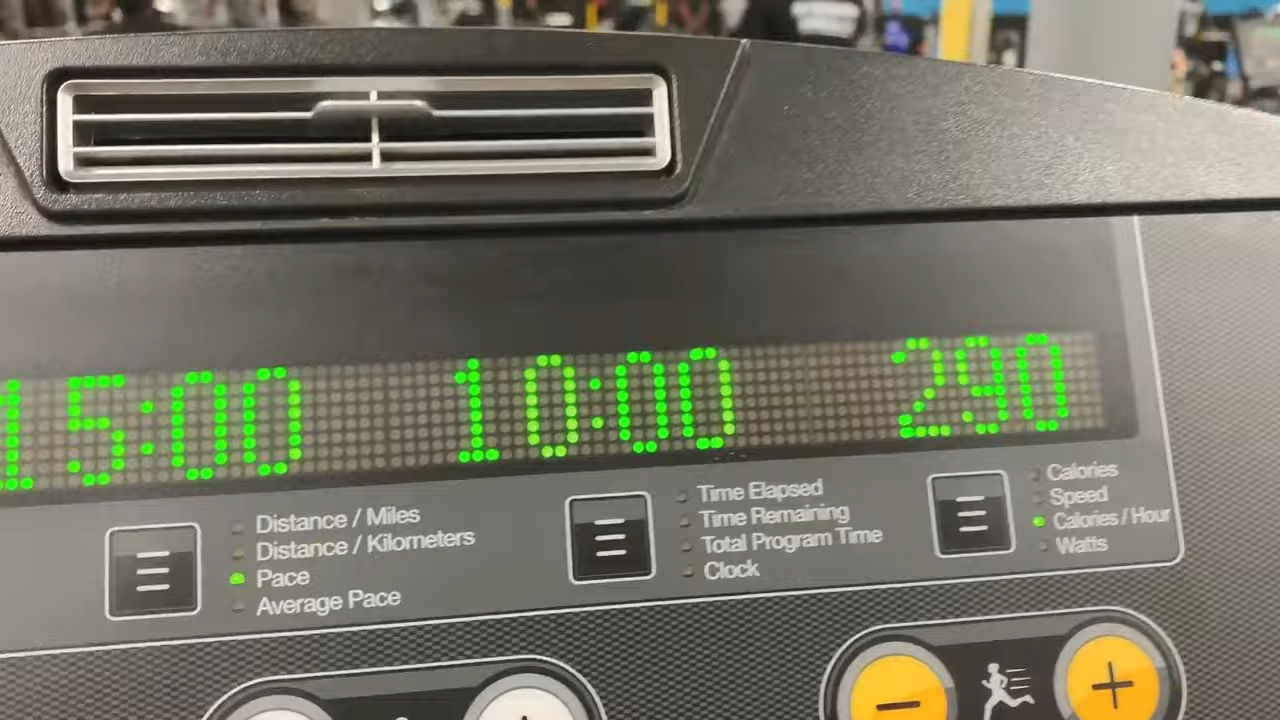 15:00 10:00 290
Distance / Miles
Distance / Kilometers
Pace
Average Pace
Time Elapsed
Time Remaining
Total Program Time
Clock
Calories
Speed
Calories / Hour
Watts